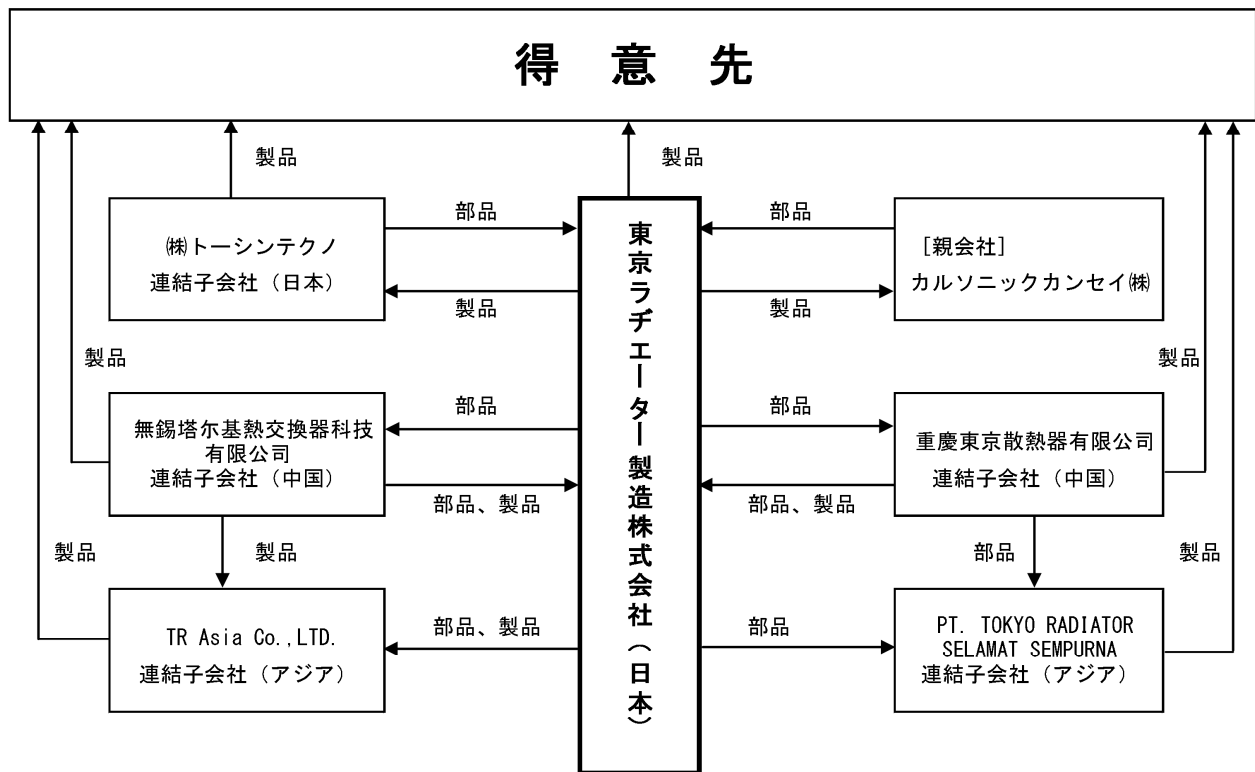 得意先
製品
製品
部品
部品
㈱トーシンテクノ
連結子会社（日本）
東京ラヂエーター製造株式会社（日本）
[親会社]
カルソニックカンセイ㈱
製品
製品
製品
製品
部品
部品
無錫塔尓基熱交換器科技
有限公司
連結子会社（中国）
重慶東京散熱器有限公司
連結子会社（中国）
部品、製品
部品、製品
製品
製品
部品
製品
TR Asia Co.,LTD.
連結子会社（アジア）
部品、製品
部品
PT. TOKYO RADIATOR
SELAMAT SEMPURNA
連結子会社（アジア）